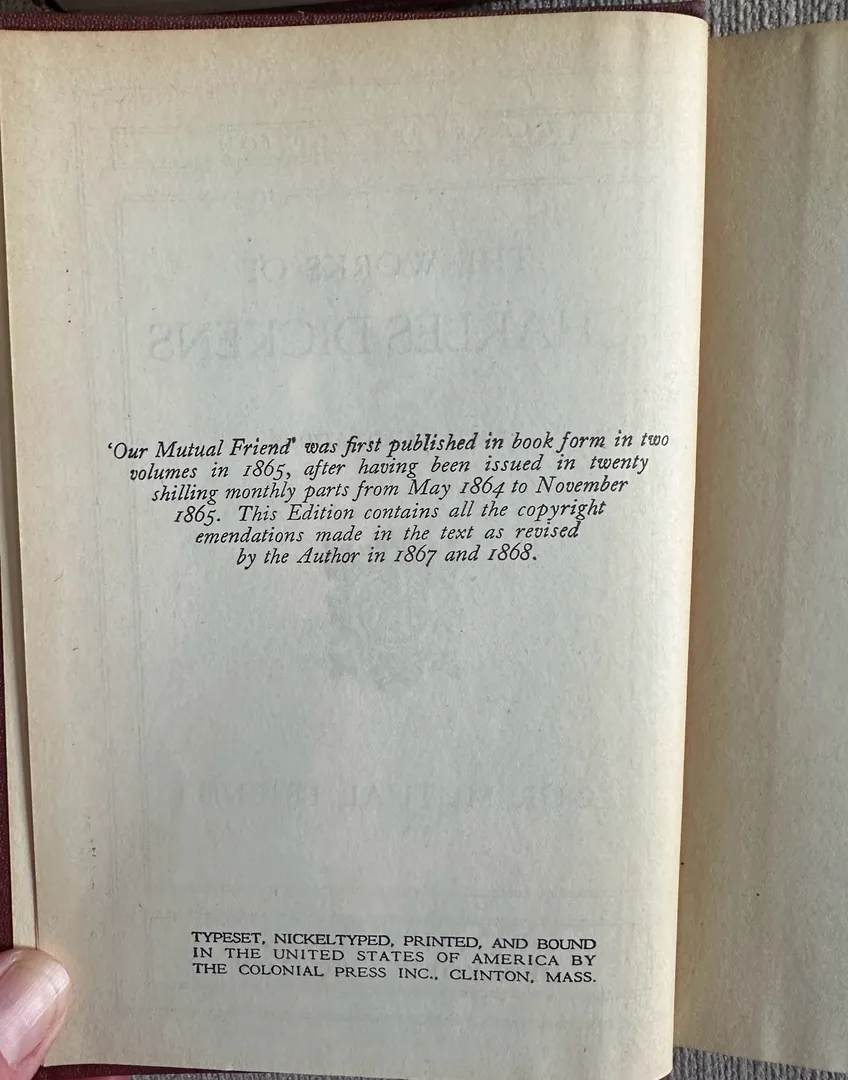 ‘Our Mutual Friend’ was first published in book form in two
volumes in 1865, after having been issued in twenty
shilling monthly parts from May 1864 to November
1865. This Edition contains all the copyright
emendations made in the text as revised
by the Author in 1867 and 1868.
TYPESET, NICKELTYPED, PRINTED, AND BOUND
IN THE UNITED STATES OF AMERICA BY
THE COLONIAL PRESS INC., CLINTON, MASS.